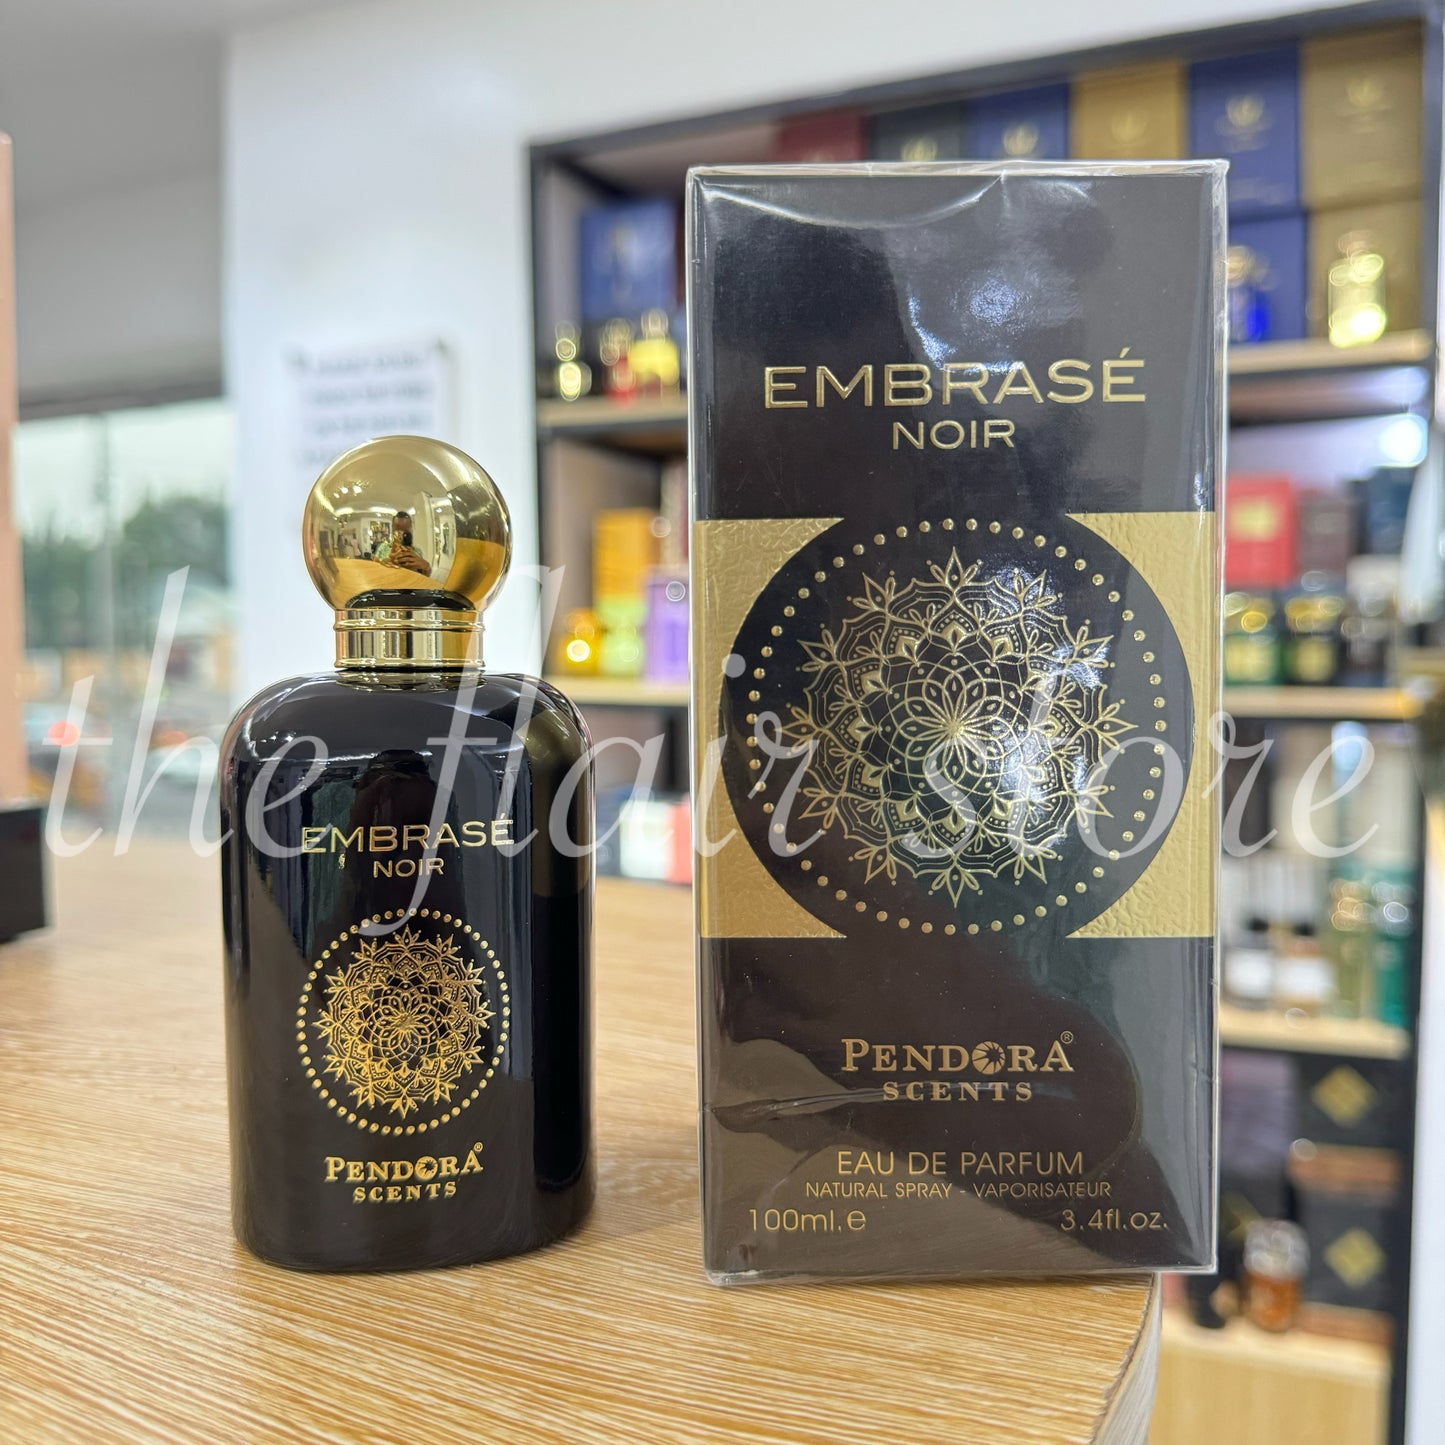 EMBRASÉ
NOIR
PENDORA®
SCENTS
EAU DE PARFUM
NATURAL SPRAY - VAPORISATEUR
100ml.e
3.4fl.oz.
EMBRASÉ
NOIR
PENDORA®
SCENTS
the flair store